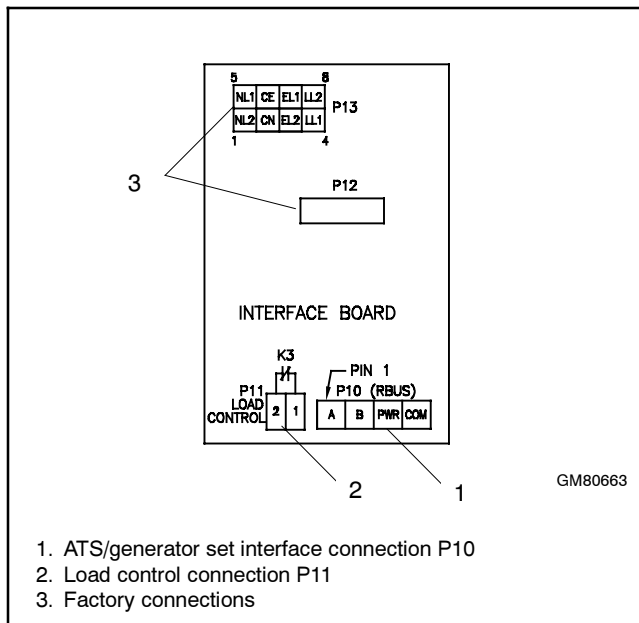 5 8
NL1 CE EL1 LL2
P13
NL2 CN EL2 LL1
1 4
3
P12
INTERFACE BOARD
K3
PIN 1
P11 P10 (RBUS)
LOAD
CONTROL
2 1
A B PWR COM
GM80663
2 1
1. ATS/generator set interface connection P10
2. Load control connection P11
3. Factory connections